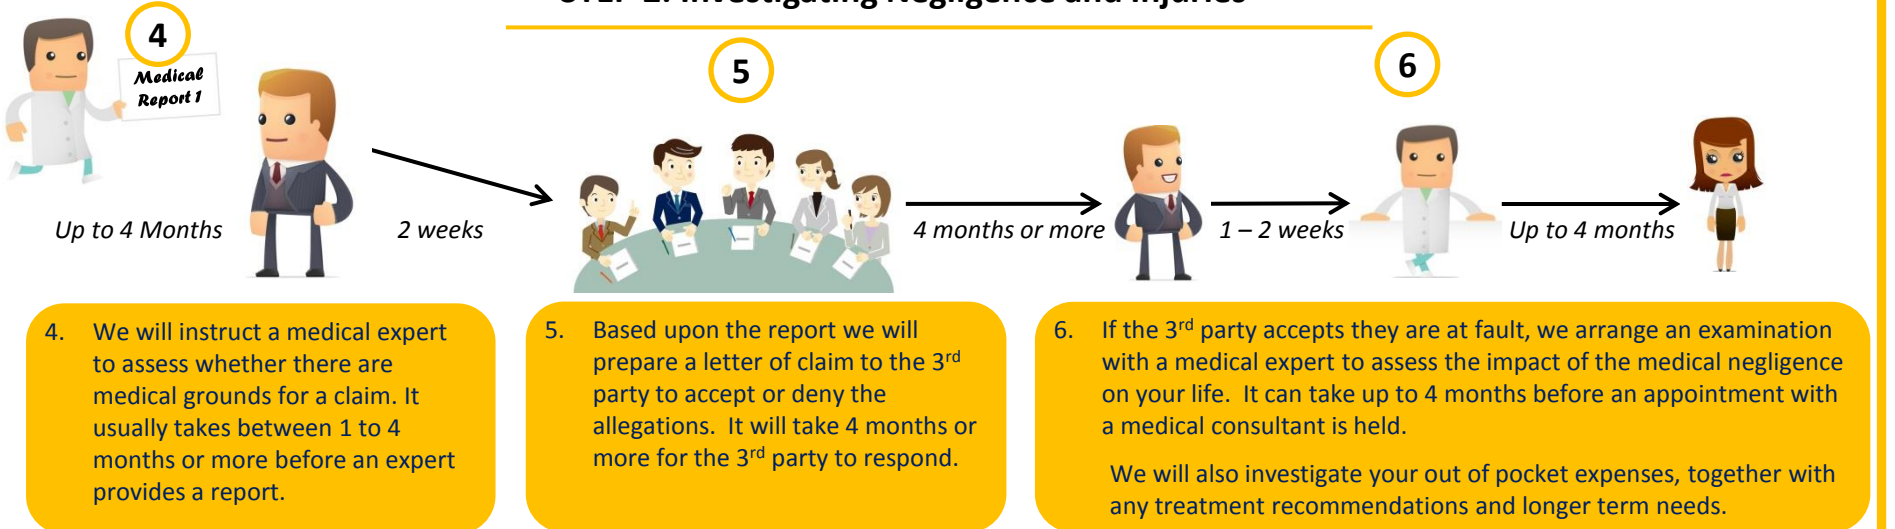 STEP 2: Investigating Negligence and Injuries
4
Medical
Report 1
5
6
Up to 4 Months
2 weeks
4 months or more
1 – 2 weeks
Up to 4 months
4. We will instruct a medical expert
to assess whether there are
medical grounds for a claim. It
usually takes between 1 to 4
months or more before an expert
provides a report.
5. Based upon the report we will
prepare a letter of claim to the 3rd
party to accept or deny the
allegations. It will take 4 months or
more for the 3rd party to respond.
6. If the 3rd party accepts they are at fault, we arrange an examination
with a medical expert to assess the impact of the medical negligence
on your life. It can take up to 4 months before an appointment with
a medical consultant is held.
We will also investigate your out of pocket expenses, together with
any treatment recommendations and longer term needs.